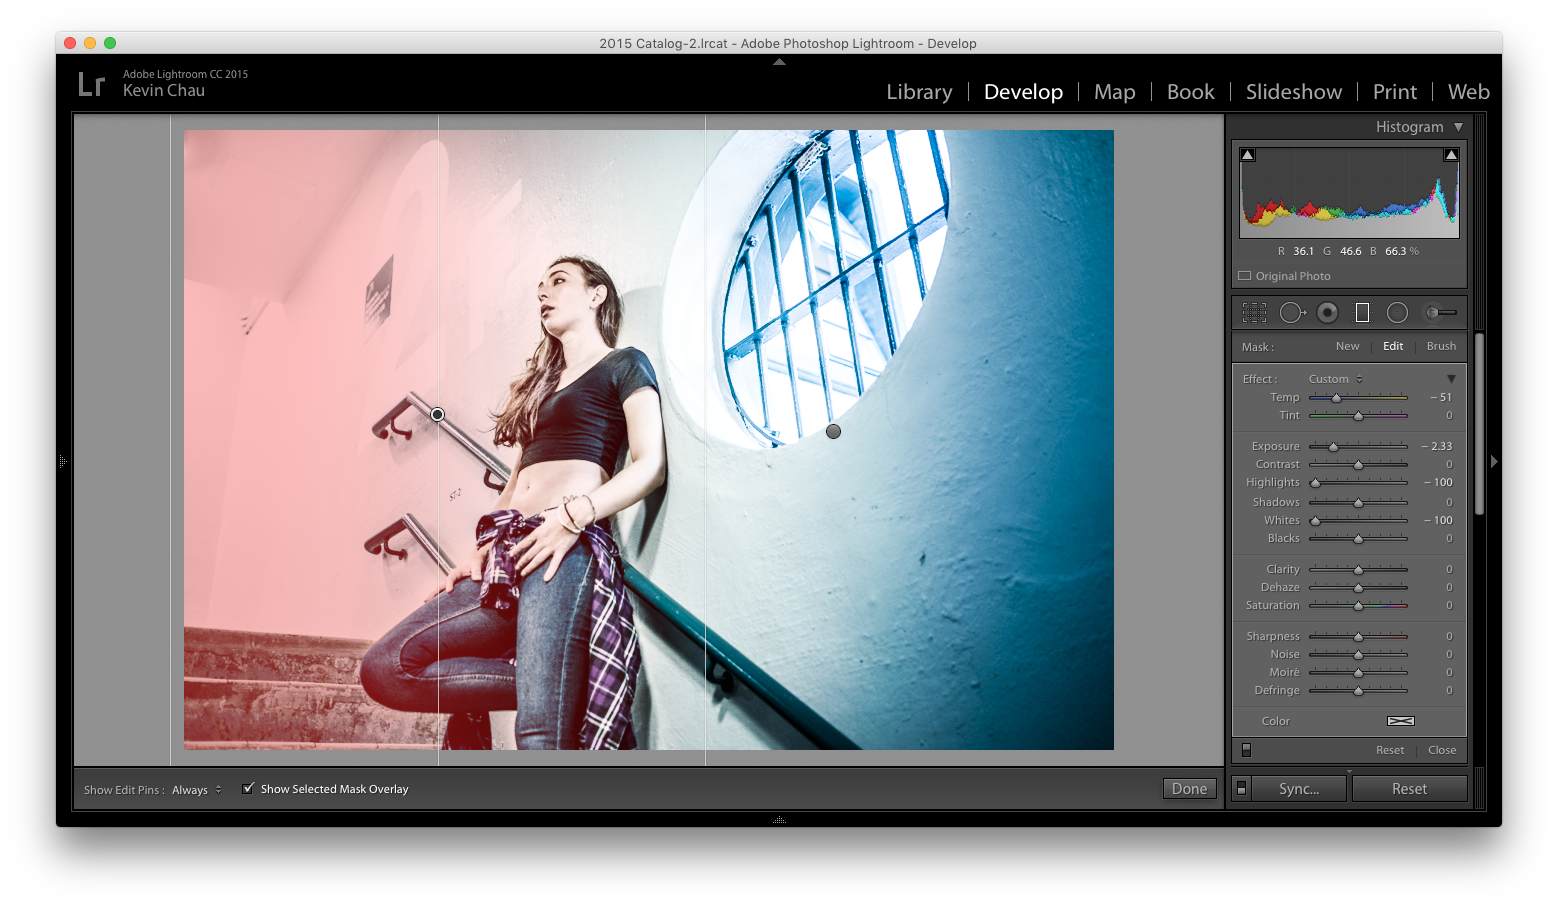 2015 Catalog-2.lrcat - Adobe Photoshop Lightroom - Develop
Lr
Adobe Lightroom CC 2015
Kevin Chau
Library | Develop | Map | Book | Slideshow | Print | Web
Histogram
R 36.1 G 46.6 B 66.3 %
Original Photo
Mask : New | Edit | Brush
Effect : Custom
Temp − 51
Tint 0
Exposure − 2.33
Contrast 0
Highlights − 100
Shadows 0
Whites − 100
Blacks 0
Clarity 0
Dehaze 0
Saturation 0
Sharpness 0
Noise 0
Moiré 0
Defringe 0
Color
Reset | Close
Show Edit Pins : Always Show Selected Mask Overlay Done
Sync... Reset